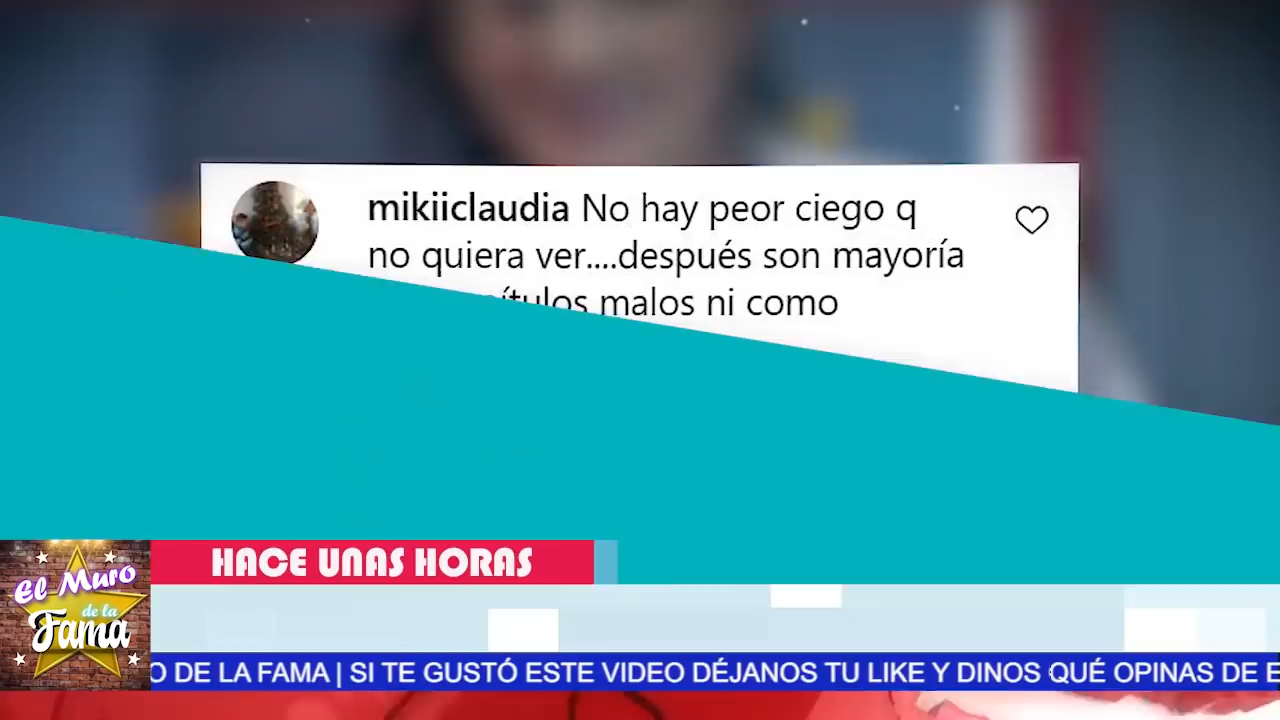 mikiiclaudia No hay peor ciego q
no quiera ver....después son mayoría
malos ni como
HACE UNAS HORAS
El Muro
de la
Fama
O DE LA FAMA | SI TE GUSTÓ ESTE VIDEO DÉJANOS TU LIKE Y DINOS QUÉ OPINAS DE E